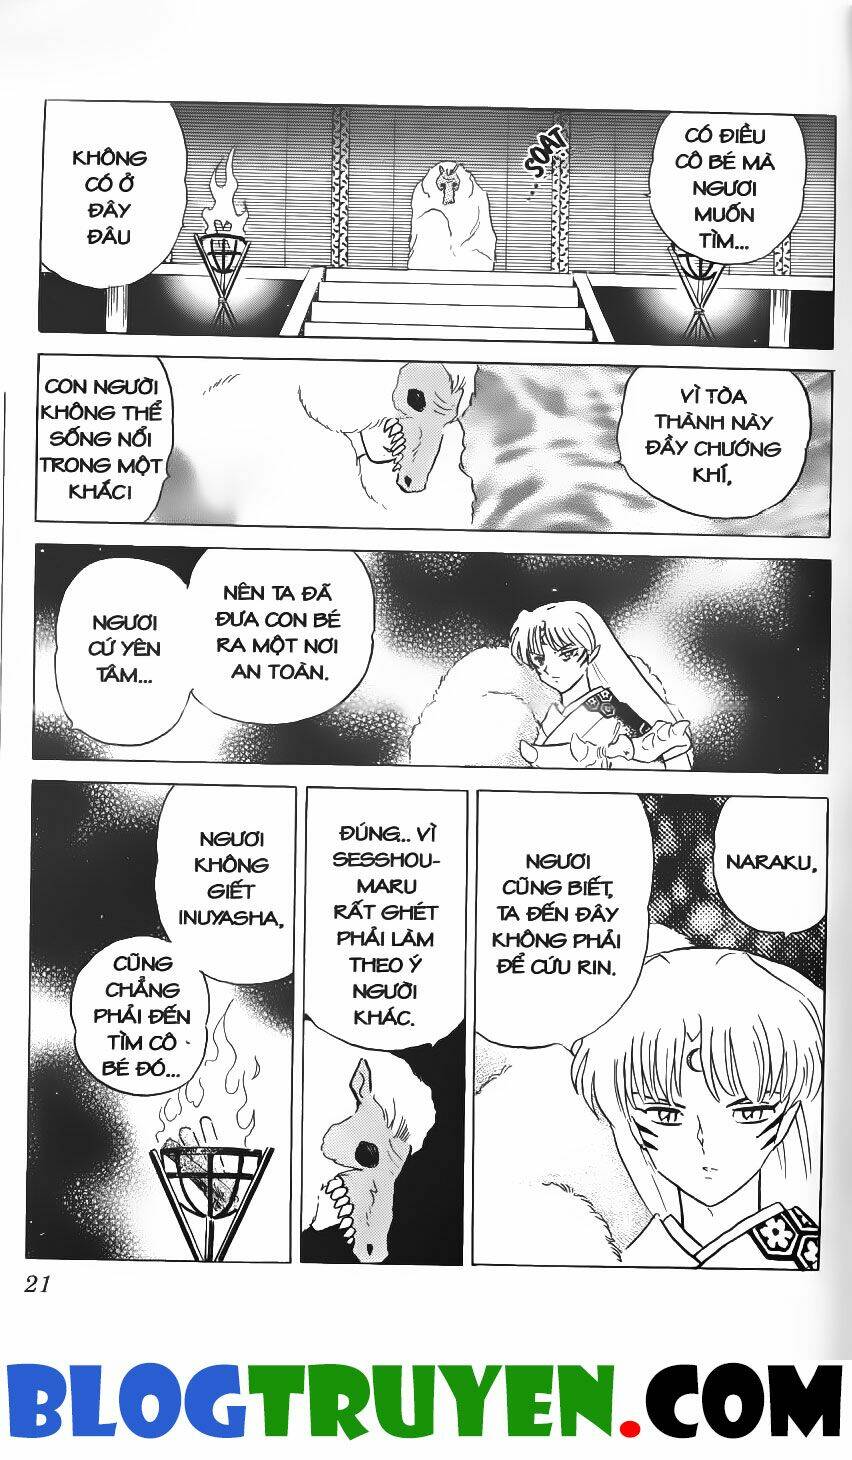 CÓ ĐIỀU
CÔ BÉ MÀ
NGƯƠI
MUỐN
TÌM...
...SOẠT
KHÔNG
CÓ Ở
ĐÂY
ĐÂU
VÌ TÒA
THÀNH NÀY
ĐẦY CHƯỚNG
KHÍ,
CON NGƯỜI
KHÔNG THỂ
SỐNG NỔI
TRONG MỘT
KHẮC!
NÊN TA ĐÃ
ĐƯA CON BÉ
RA MỘT NƠI
AN TOÀN.
NGƯƠI
CỨ YÊN
TÂM...
NARAKU,
NGƯƠI
CŨNG BIẾT,
TA ĐẾN ĐÂY
KHÔNG PHẢI
ĐỂ CỨU RIN.
ĐÚNG... VÌ
SESSHOU-
MARU
RẤT GHÉT
PHẢI LÀM
THEO Ý
NGƯỜI
KHÁC.
NGƯƠI
KHÔNG
GIẾT
INUYASHA,
CŨNG
CHẲNG
PHẢI ĐẾN
TÌM CÔ
BÉ ĐÓ...
21
BLOGTRUYEN.COM